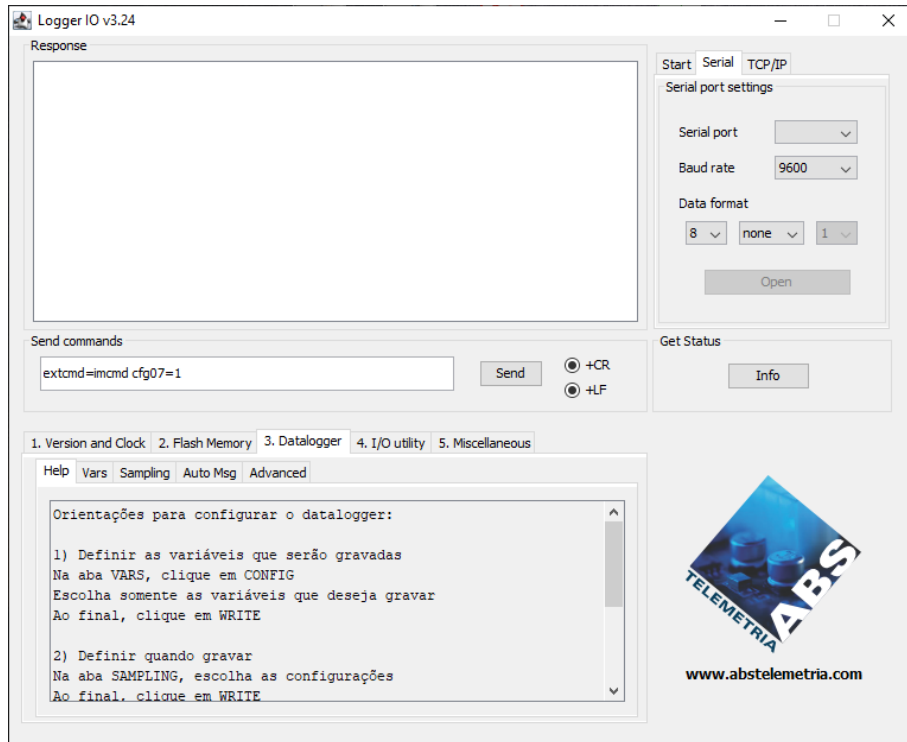 Logger IO v3.24
Response
Start Serial TCP/IP
Serial port settings
Serial port
Baud rate 9600
Data format
8 none 1
Open
Send commands
extcmd=imcmd cfg07=1
Send
+CR
+LF
Get Status
Info
1. Version and Clock 2. Flash Memory 3. Datalogger 4. I/O utility 5. Miscellaneous
Help Vars Sampling Auto Msg Advanced
Orientações para configurar o datalogger:
1) Definir as variáveis que serão gravadas
Na aba VARS, clique em CONFIG
Escolha somente as variáveis que deseja gravar
Ao final, clique em WRITE
2) Definir quando gravar
Na aba SAMPLING, escolha as configurações
Ao final, clique em WRITE
TELEMETRIA
ABS
www.abstelemetria.com